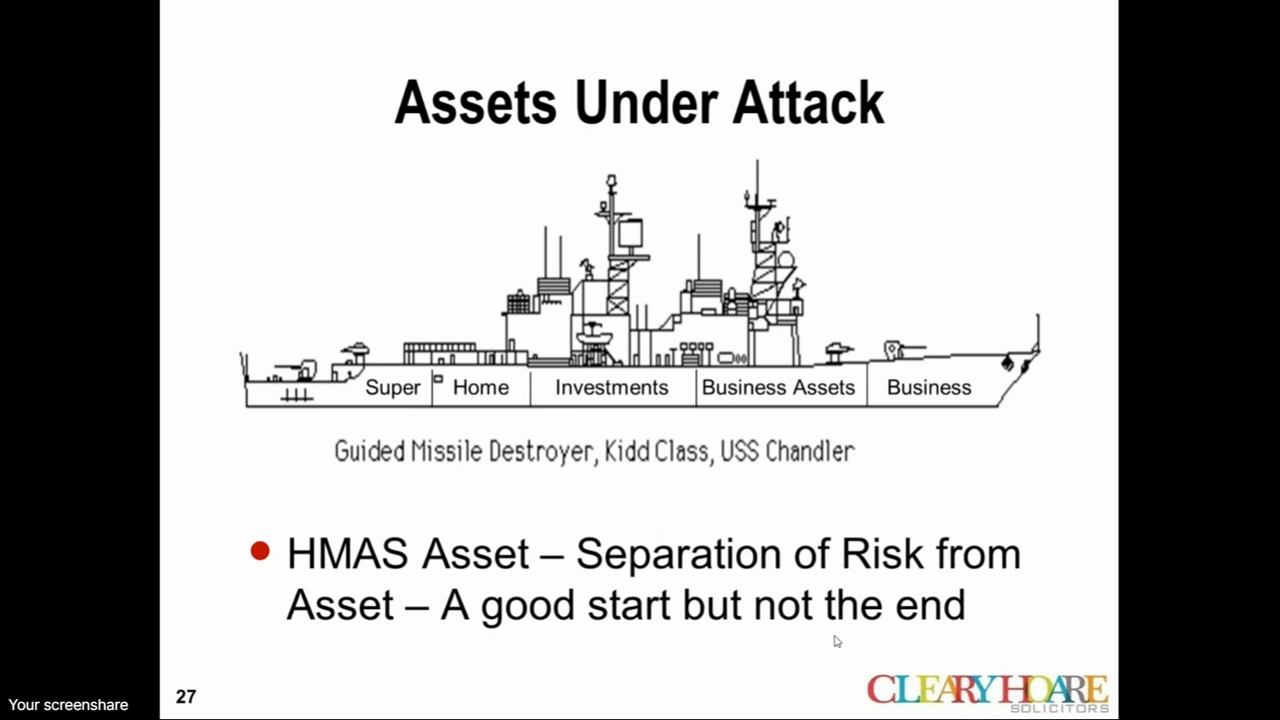 Assets Under Attack
Super Home Investments Business Assets Business
Guided Missile Destroyer, Kidd Class, USS Chandler
HMAS Asset – Separation of Risk from
Asset – A good start but not the end
Your screenshare
27
CLEARY HOARE
SOLICITORS